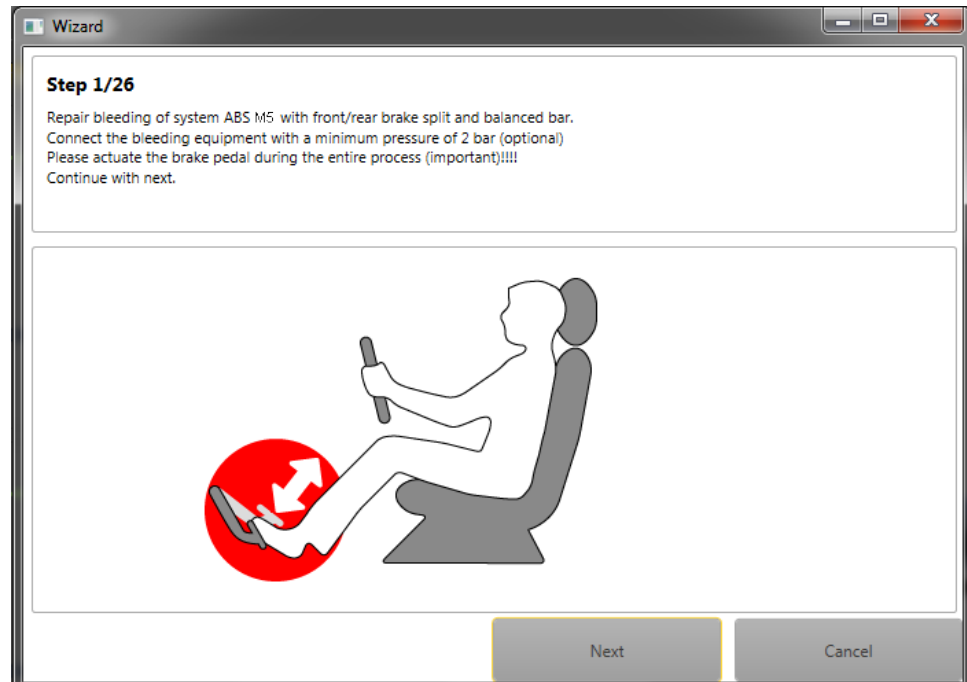 Wizard
Step 1/26
Repair bleeding of system ABS M5 with front/rear brake split and balanced bar.
Connect the bleeding equipment with a minimum pressure of 2 bar (optional)
Please actuate the brake pedal during the entire process (important)!!!!
Continue with next.
Next
Cancel